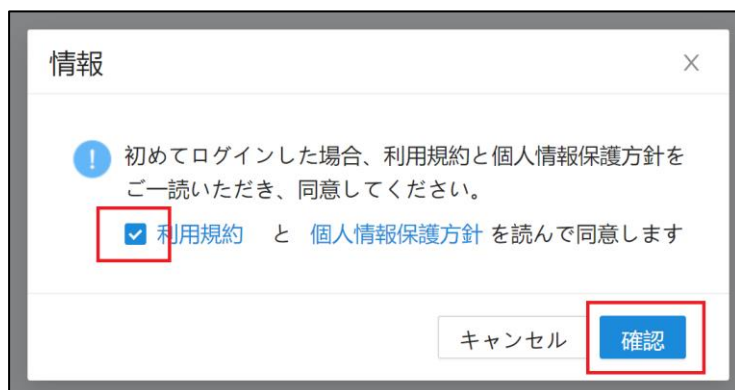 情報
初めてログインした場合、利用規約と個人情報保護方針を
ご一読いただき、同意してください。
利用規約 と 個人情報保護方針 を読んで同意します
キャンセル 確認